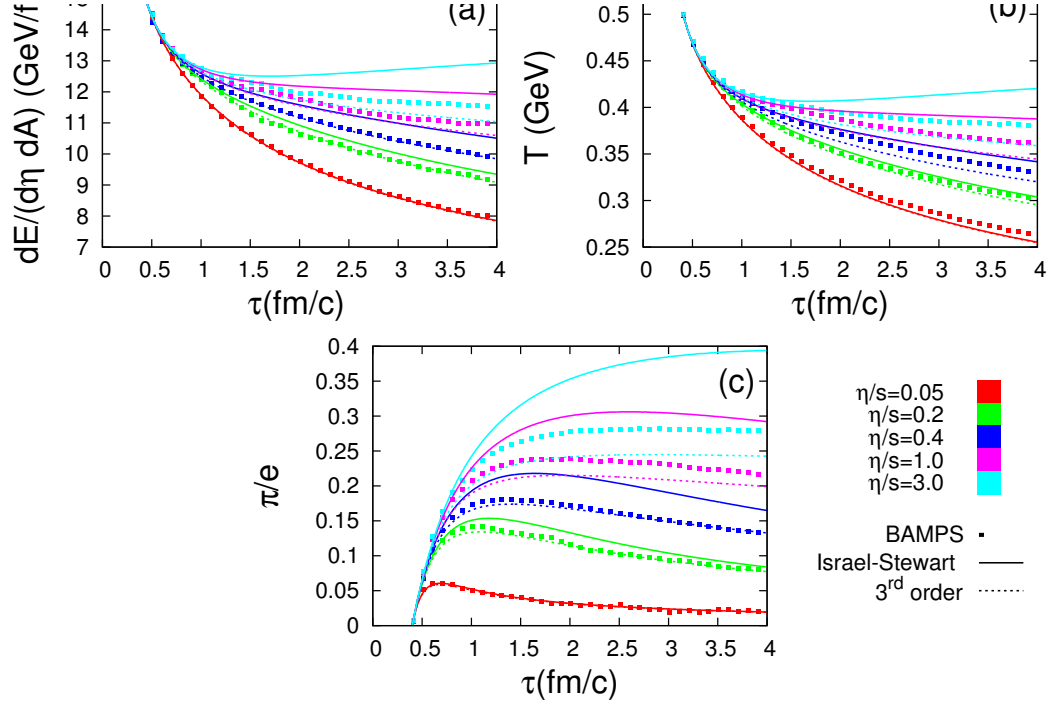 (a)
13
12
11
10
9
8
7
dE/(dη dA) (GeV/f
0 0.5 1 1.5 2 2.5 3 3.5 4
τ(fm/c)
(b)
0.5
0.45
0.4
0.35
0.3
0.25
T (GeV)
0 0.5 1 1.5 2 2.5 3 3.5 4
τ(fm/c)
(c)
0.4
0.35
0.3
0.25
0.2
0.15
0.1
0.05
0
π/e
0 0.5 1 1.5 2 2.5 3 3.5 4
τ(fm/c)
η/s=0.05
η/s=0.2
η/s=0.4
η/s=1.0
η/s=3.0
BAMPS
Israel-Stewart
3rd order